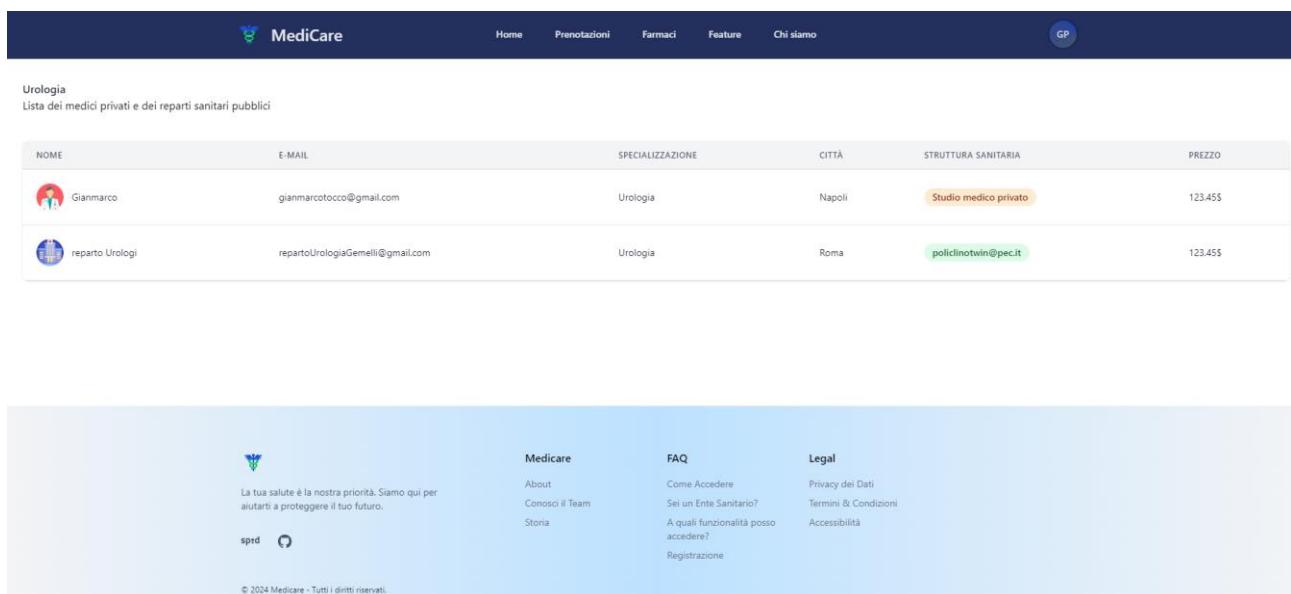 MediCare Home Prenotazioni Farmaci Feature Chi siamo GP
Urologia
Lista dei medici privati e dei reparti sanitari pubblici
NOME E-MAIL SPECIALIZZAZIONE CITTÀ STRUTTURA SANITARIA PREZZO
Gianmarco gianmarcotocco@gmail.com Urologia Napoli Studio medico privato 123.45$
reparto Urologi repartoUrologiaGemelli@gmail.com Urologia Roma policlinotwin@pec.it 123.45$
La tua salute è la nostra priorità. Siamo qui per
aiutarti a proteggere il tuo futuro.
sptd
© 2024 Medicare - Tutti i diritti riservati.
Medicare
About
Conosci il Team
Storia
FAQ
Come Accedere
Sei un Ente Sanitario?
A quali funzionalità posso
accedere?
Registrazione
Legal
Privacy dei Dati
Termini & Condizioni
Accessibilità